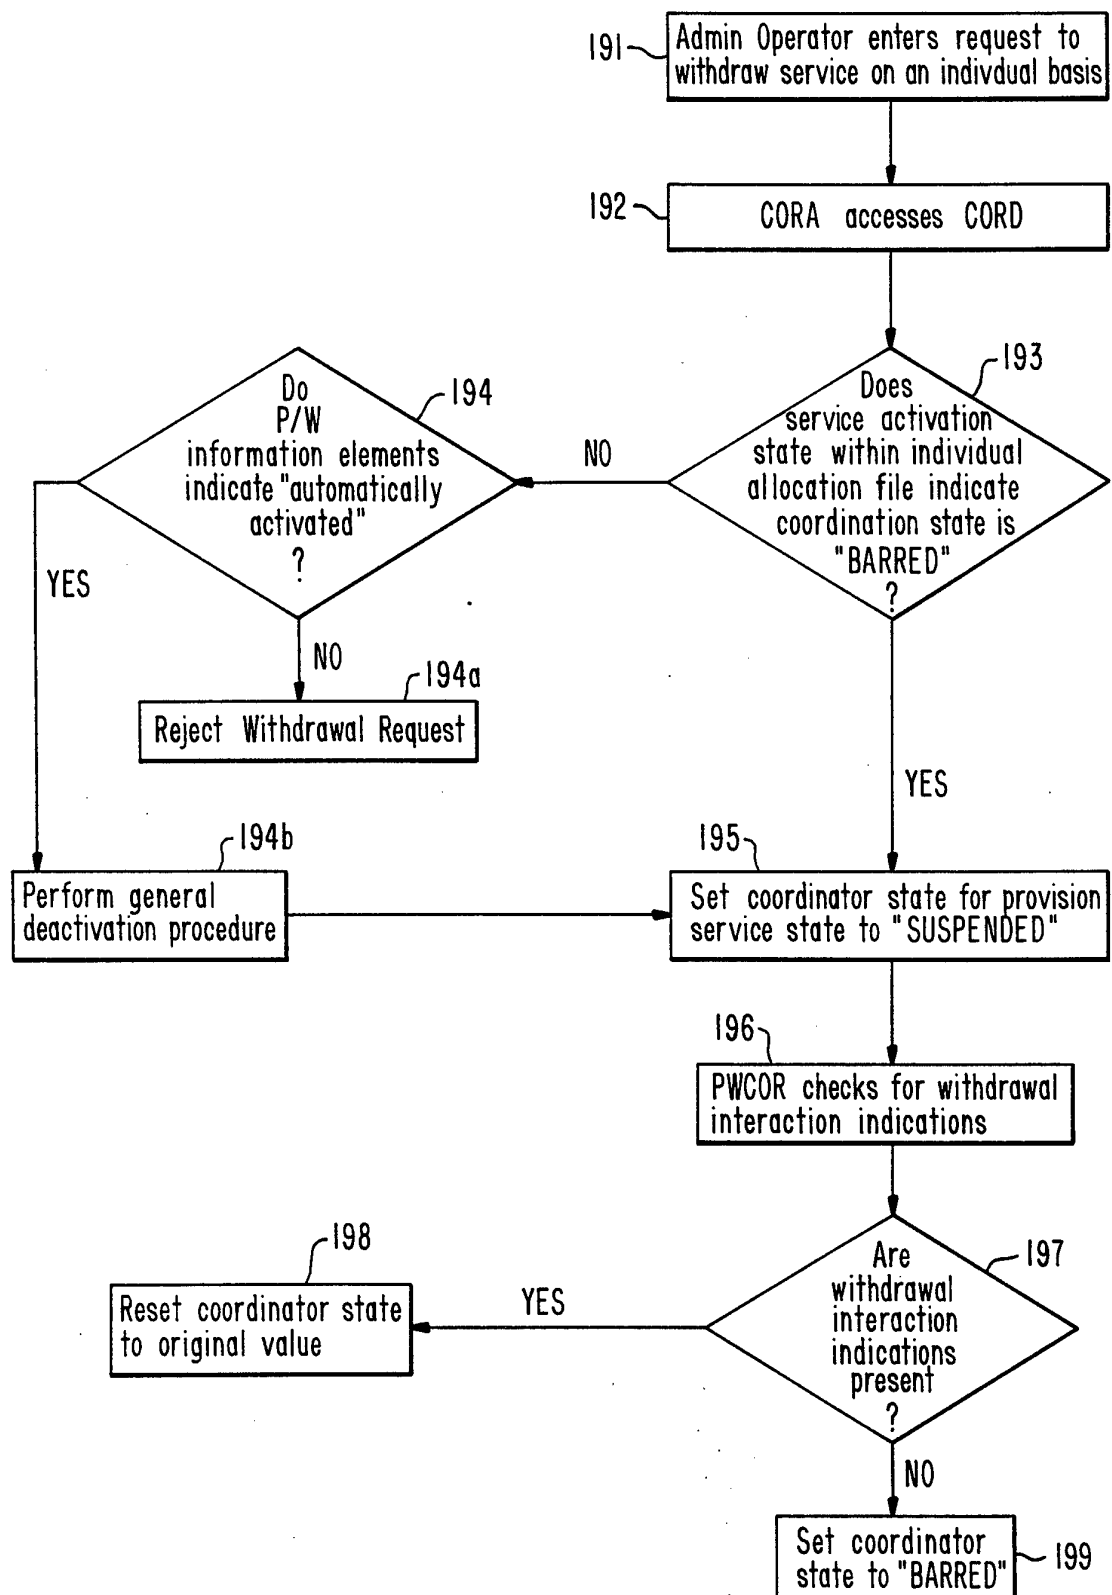 191
Admin Operator enters request to
withdraw service on an indivdual basis
192
CORA accesses CORD
193
Does
service activation
state within individual
allocation file indicate
coordination state is
"BARRED"
?
NO
194
Do
P/W
information elements
indicate "automatically
activated"
?
YES
NO
194a
Reject Withdrawal Request
YES
194b
Perform general
deactivation procedure
195
Set coordinator state for provision
service state to "SUSPENDED"
196
PWCOR checks for withdrawal
interaction indications
197
Are
withdrawal
interaction
indications
present
?
YES
198
Reset coordinator state
to original value
NO
Set coordinator
state to "BARRED"
199